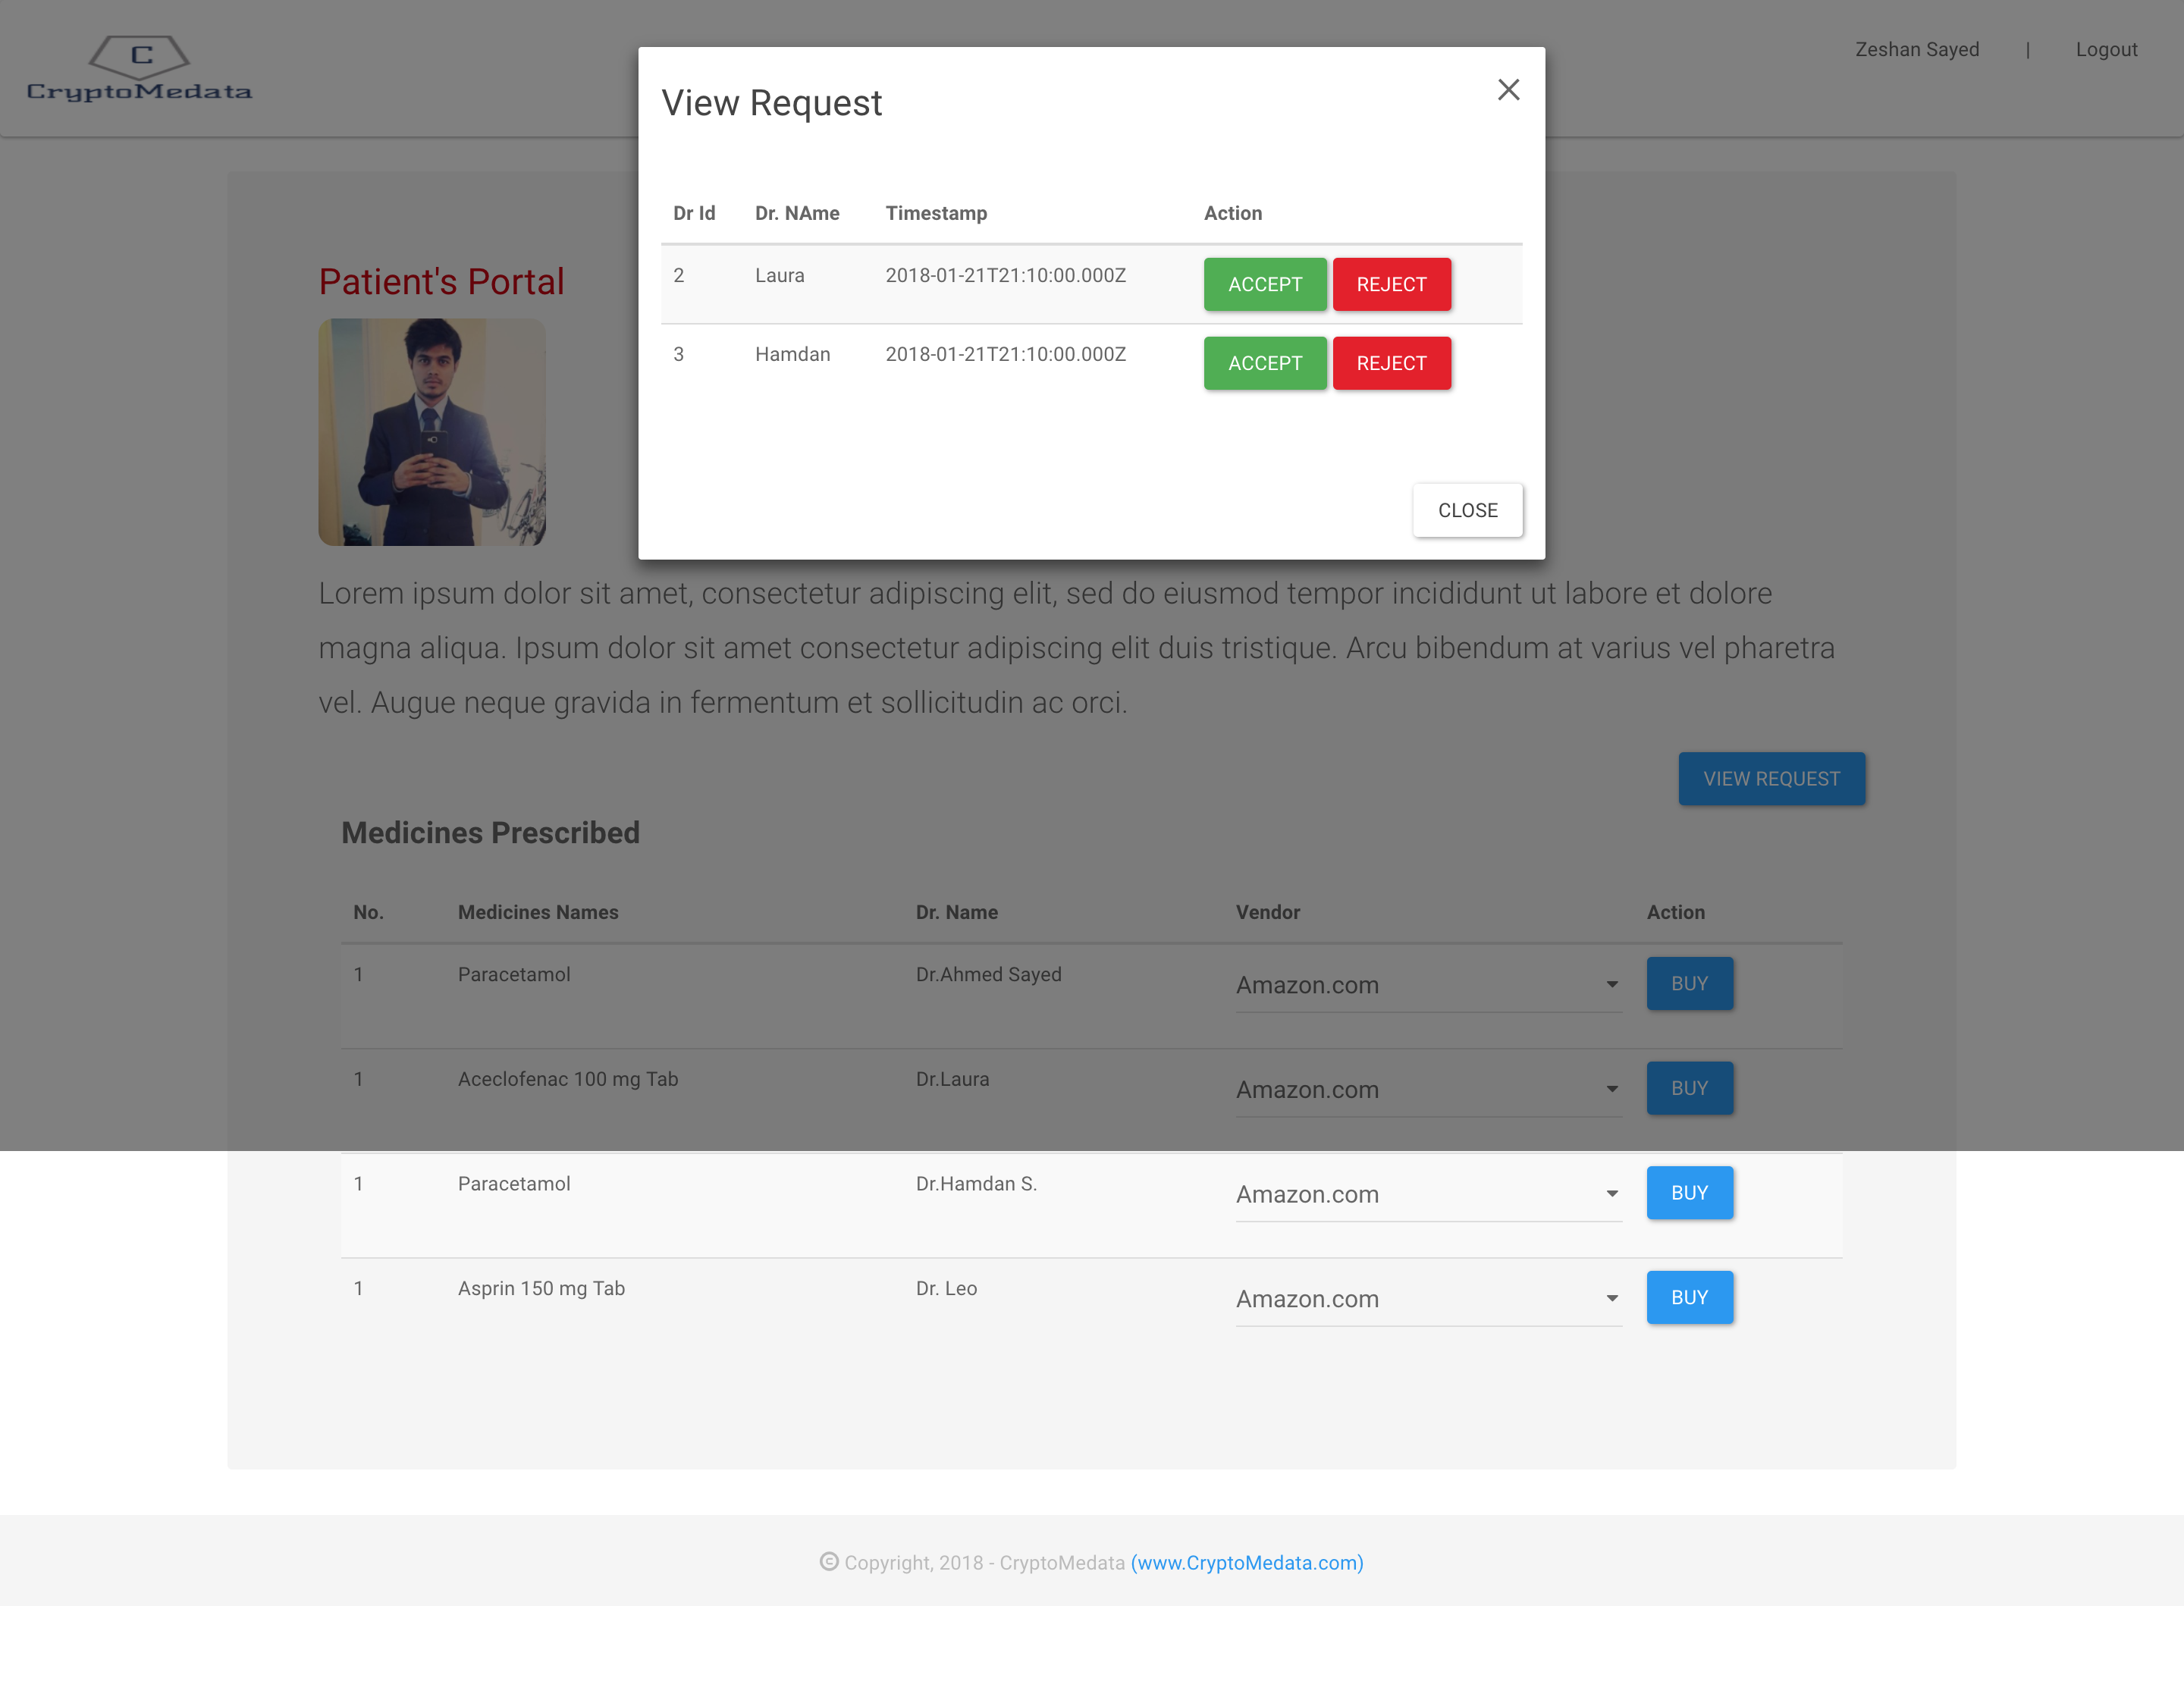 C
CryptoMedata
Zeshan Sayed | Logout
View Request
Dr Id Dr. NAme Timestamp Action
2 Laura 2018-01-21T21:10:00.000Z ACCEPT REJECT
3 Hamdan 2018-01-21T21:10:00.000Z ACCEPT REJECT
CLOSE
Patient's Portal
Lorem ipsum dolor sit amet, consectetur adipiscing elit, sed do eiusmod tempor incididunt ut labore et dolore
magna aliqua. Ipsum dolor sit amet consectetur adipiscing elit duis tristique. Arcu bibendum at varius vel pharetra
vel. Augue neque gravida in fermentum et sollicitudin ac orci.
VIEW REQUEST
Medicines Prescribed
No. Medicines Names Dr. Name Vendor Action
1 Paracetamol Dr.Ahmed Sayed Amazon.com BUY
1 Aceclofenac 100 mg Tab Dr.Laura Amazon.com BUY
1 Paracetamol Dr.Hamdan S. Amazon.com BUY
1 Asprin 150 mg Tab Dr. Leo Amazon.com BUY
© Copyright, 2018 - CryptoMedata (www.CryptoMedata.com)